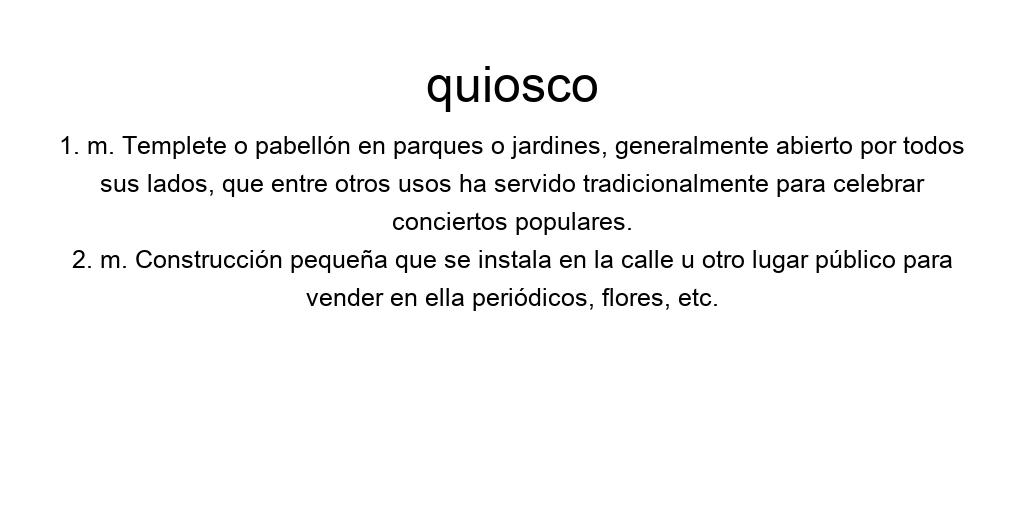 quiosco
1. m. Templete o pabellón en parques o jardines, generalmente abierto por todos
sus lados, que entre otros usos ha servido tradicionalmente para celebrar
conciertos populares.
2. m. Construcción pequeña que se instala en la calle u otro lugar público para
vender en ella periódicos, flores, etc.